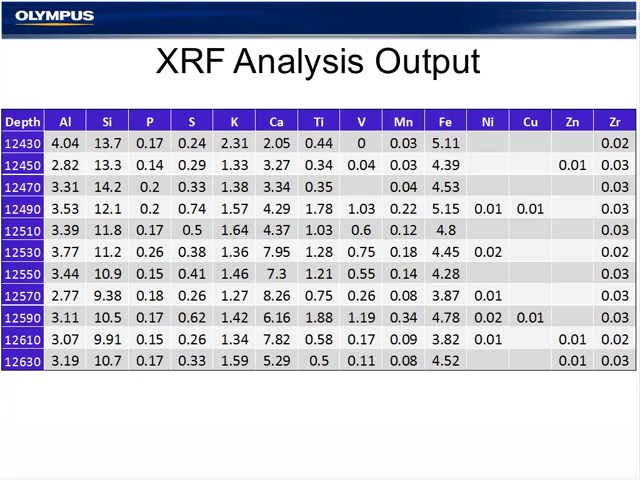 OLYMPUS
XRF Analysis Output
Depth Al Si P S K Ca Ti V Mn Fe Ni Cu Zn Zr
12430 4.04 13.7 0.17 0.24 2.31 2.05 0.44 0 0.03 5.11 0.02
12450 2.82 13.3 0.14 0.29 1.33 3.27 0.34 0.04 0.03 4.39 0.01 0.03
12470 3.31 14.2 0.2 0.33 1.38 3.34 0.35 0.04 4.53 0.03
12490 3.53 12.1 0.2 0.74 1.57 4.29 1.78 1.03 0.22 5.15 0.01 0.01 0.03
12510 3.39 11.8 0.17 0.5 1.64 4.37 1.03 0.6 0.12 4.8 0.03
12530 3.77 11.2 0.26 0.38 1.36 7.95 1.28 0.75 0.18 4.45 0.02 0.02
12550 3.44 10.9 0.15 0.41 1.46 7.3 1.21 0.55 0.14 4.28 0.03
12570 2.77 9.38 0.18 0.26 1.27 8.26 0.75 0.26 0.08 3.87 0.01 0.03
12590 3.11 10.5 0.17 0.62 1.42 6.16 1.88 1.19 0.34 4.78 0.02 0.01 0.03
12610 3.07 9.91 0.15 0.26 1.34 7.82 0.58 0.17 0.09 3.82 0.01 0.01 0.02
12630 3.19 10.7 0.17 0.33 1.59 5.29 0.5 0.11 0.08 4.52 0.01 0.03